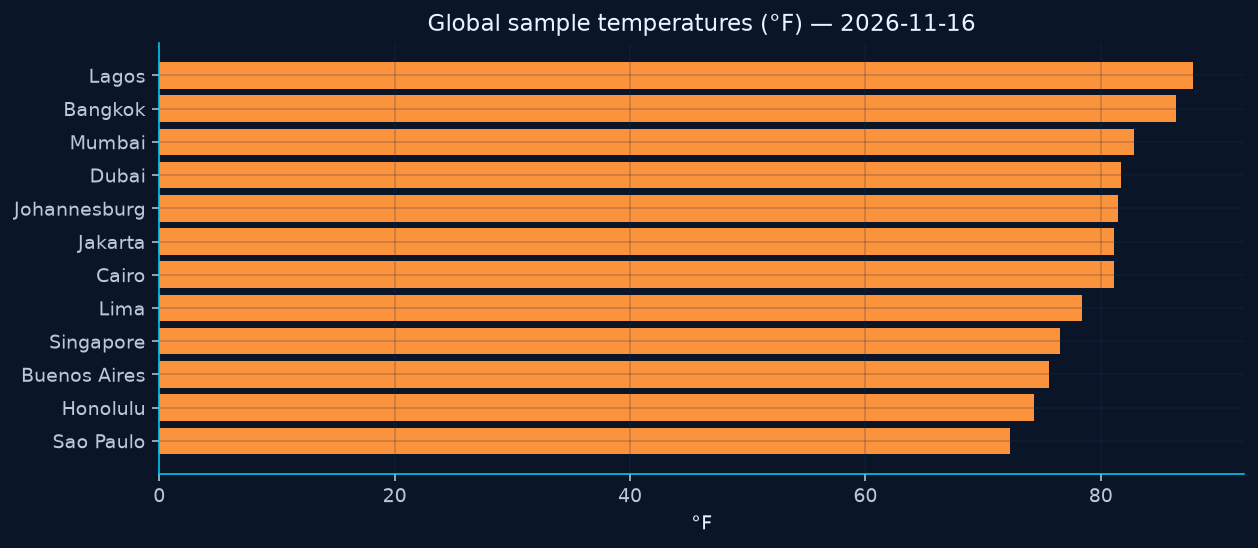 Global sample temperatures (°F) — 2026-11-16
Lagos
Bangkok
Mumbai
Dubai
Johannesburg
Jakarta
Cairo
Lima
Singapore
Buenos Aires
Honolulu
Sao Paulo
0 20 40 60 80
°F